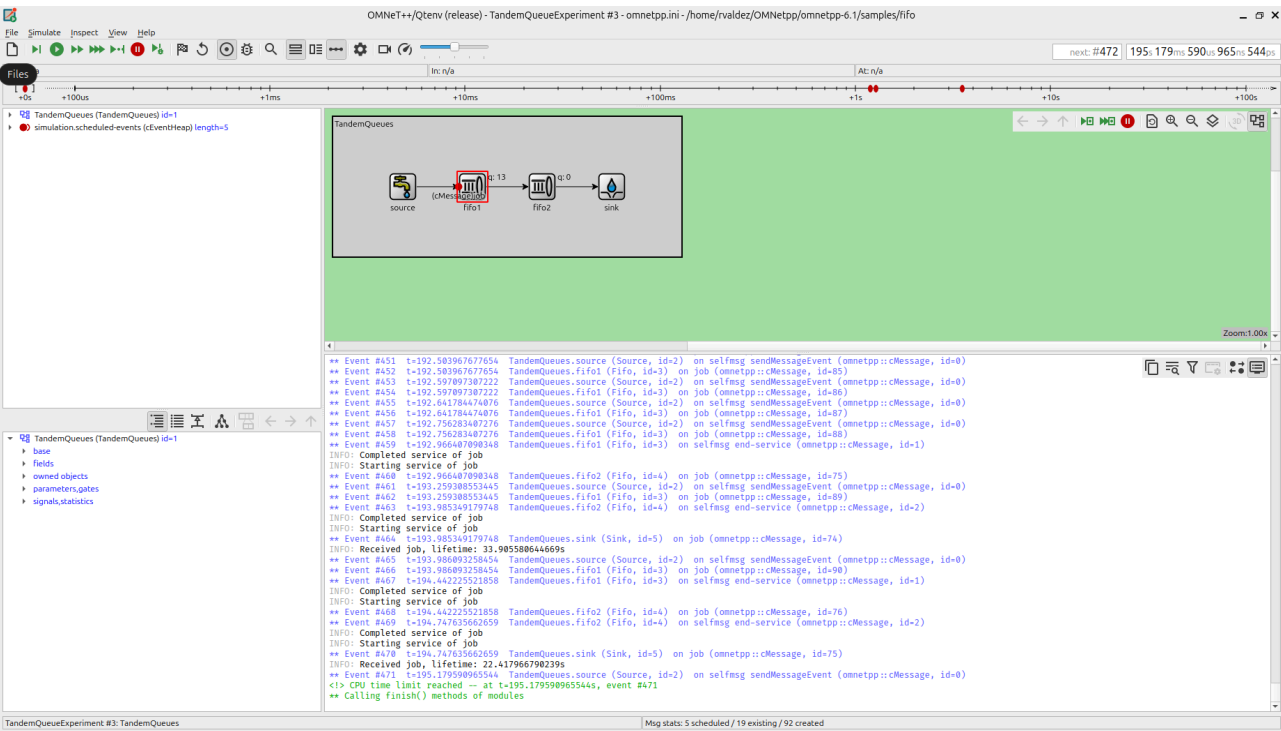 OMNeT++/Qtenv (release) - TandemQueueExperiment #3 - omnetpp.ini - /home/rvaldez/OMNetpp/omnetpp-6.1/samples/fifo
File Simulate Inspect View Help
next: #472 195s 179ms 590us 965ns 544ps
Files
In: n/a
At: n/a
+0s +100us +1ms +10ms +100ms +1s +10s +100s
TandemQueues (TandemQueues) id=1
simulation.scheduled-events (cEventHeap) length=5
TandemQueues
3D
q: 13
q: 0
(cMessage)job
source fifo1 fifo2 sink
Zoom:1.00x
TandemQueues (TandemQueues) id=1
base
fields
owned objects
parameters,gates
signals,statistics
** Event #451 t=192.503967677654 TandemQueues.source (Source, id=2) on selfmsg sendMessageEvent (omnetpp::cMessage, id=0)
** Event #452 t=192.503967677654 TandemQueues.fifo1 (Fifo, id=3) on job (omnetpp::cMessage, id=85)
** Event #453 t=192.597097307222 TandemQueues.source (Source, id=2) on selfmsg sendMessageEvent (omnetpp::cMessage, id=0)
** Event #454 t=192.597097307222 TandemQueues.fifo1 (Fifo, id=3) on job (omnetpp::cMessage, id=86)
** Event #455 t=192.641784474076 TandemQueues.source (Source, id=2) on selfmsg sendMessageEvent (omnetpp::cMessage, id=0)
** Event #456 t=192.641784474076 TandemQueues.fifo1 (Fifo, id=3) on job (omnetpp::cMessage, id=87)
** Event #457 t=192.756283407276 TandemQueues.source (Source, id=2) on selfmsg sendMessageEvent (omnetpp::cMessage, id=0)
** Event #458 t=192.756283407276 TandemQueues.fifo1 (Fifo, id=3) on job (omnetpp::cMessage, id=88)
** Event #459 t=192.966407090348 TandemQueues.fifo1 (Fifo, id=3) on selfmsg end-service (omnetpp::cMessage, id=1)
INFO: Completed service of job
INFO: Starting service of job
** Event #460 t=192.966407090348 TandemQueues.fifo2 (Fifo, id=4) on job (omnetpp::cMessage, id=75)
** Event #461 t=193.259308553445 TandemQueues.source (Source, id=2) on selfmsg sendMessageEvent (omnetpp::cMessage, id=0)
** Event #462 t=193.259308553445 TandemQueues.fifo1 (Fifo, id=3) on job (omnetpp::cMessage, id=89)
** Event #463 t=193.985349179748 TandemQueues.fifo2 (Fifo, id=4) on selfmsg end-service (omnetpp::cMessage, id=2)
INFO: Completed service of job
INFO: Starting service of job
** Event #464 t=193.985349179748 TandemQueues.sink (Sink, id=5) on job (omnetpp::cMessage, id=74)
INFO: Received job, lifetime: 33.905580644669s
** Event #465 t=193.986093258454 TandemQueues.source (Source, id=2) on selfmsg sendMessageEvent (omnetpp::cMessage, id=0)
** Event #466 t=193.986093258454 TandemQueues.fifo1 (Fifo, id=3) on job (omnetpp::cMessage, id=90)
** Event #467 t=194.442225521858 TandemQueues.fifo1 (Fifo, id=3) on selfmsg end-service (omnetpp::cMessage, id=1)
INFO: Completed service of job
INFO: Starting service of job
** Event #468 t=194.442225521858 TandemQueues.fifo2 (Fifo, id=4) on job (omnetpp::cMessage, id=76)
** Event #469 t=194.747635662659 TandemQueues.fifo2 (Fifo, id=4) on selfmsg end-service (omnetpp::cMessage, id=2)
INFO: Completed service of job
INFO: Starting service of job
** Event #470 t=194.747635662659 TandemQueues.sink (Sink, id=5) on job (omnetpp::cMessage, id=75)
INFO: Received job, lifetime: 22.417966790239s
** Event #471 t=195.179590965544 TandemQueues.source (Source, id=2) on selfmsg sendMessageEvent (omnetpp::cMessage, id=0)
<!> CPU time limit reached -- at t=195.179590965544s, event #471
** Calling finish() methods of modules
TandemQueueExperiment #3: TandemQueues
Msg stats: 5 scheduled / 19 existing / 92 created